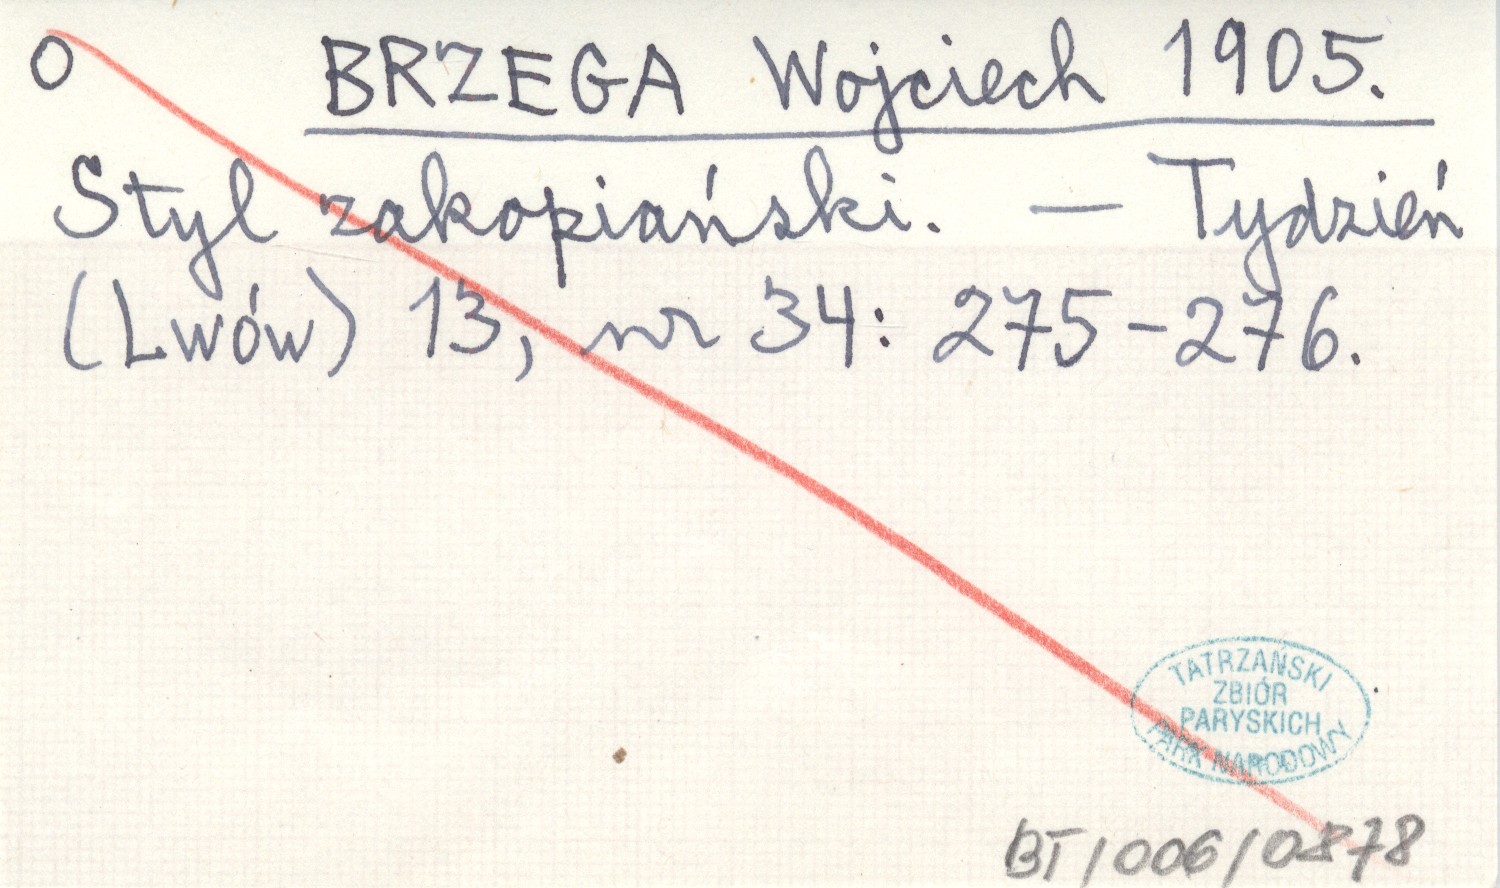 O BRZEGA Wojciech 1905.
Styl zakopiański. — Tydzień
(Lwów) 13, nr 34: 275-276.
TATRZAŃSKI
ZBIÓR
PARYSKICH
PARK NARODOWY
BT/006/0878